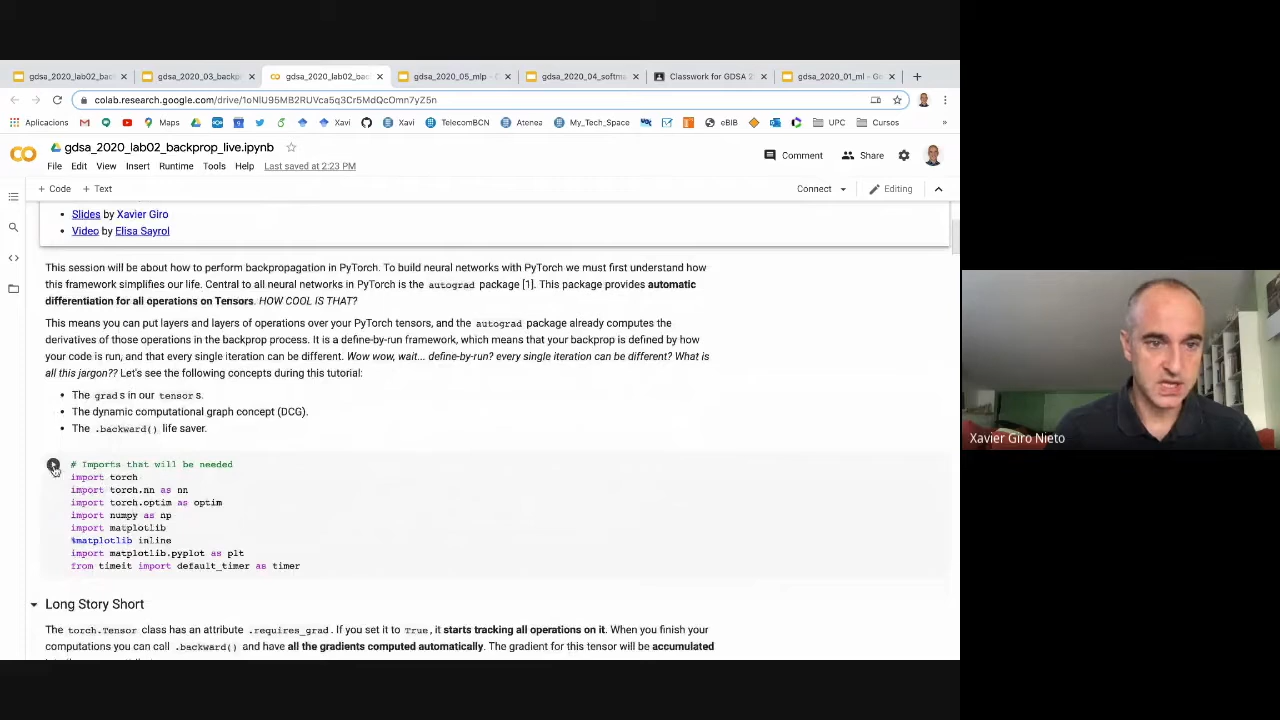 gdsa_2020_lab02_bac
gdsa_2020_03_backpr
gdsa_2020_lab02_bac
gdsa_2020_05_mlp - G
gdsa_2020_04_softma
Classwork for GDSA 2
gdsa_2020_01_ml - Go
colab.research.google.com/drive/1oNlU95MB2RUVca5q3Cr5MdQcOmn7yZ5n
Aplicaciones
Maps
Xavi
Xavi
TelecomBCN
Atenea
My_Tech_Space
eBIB
UPC
Cursos
gdsa_2020_lab02_backprop_live.ipynb
Comment
Share
File Edit View Insert Runtime Tools Help Last saved at 2:23 PM
+ Code + Text
Connect
Editing
• Slides by Xavier Giro
• Video by Elisa Sayrol
This session will be about how to perform backpropagation in PyTorch. To build neural networks with PyTorch we must first understand how
this framework simplifies our life. Central to all neural networks in PyTorch is the autograd package [1]. This package provides automatic
differentiation for all operations on Tensors. HOW COOL IS THAT?
This means you can put layers and layers of operations over your PyTorch tensors, and the autograd package already computes the
derivatives of those operations in the backprop process. It is a define-by-run framework, which means that your backprop is defined by how
your code is run, and that every single iteration can be different. Wow wow, wait... define-by-run? every single iteration can be different? What is
all this jargon?? Let's see the following concepts during this tutorial:
• The grad s in our tensor s.
• The dynamic computational graph concept (DCG).
• The .backward() life saver.
# Imports that will be needed
import torch
import torch.nn as nn
import torch.optim as optim
import numpy as np
import matplotlib
%matplotlib inline
import matplotlib.pyplot as plt
from timeit import default_timer as timer
Long Story Short
The torch.Tensor class has an attribute .requires_grad. If you set it to True, it starts tracking all operations on it. When you finish your
computations you can call .backward() and have all the gradients computed automatically. The gradient for this tensor will be accumulated
Xavier Giro Nieto